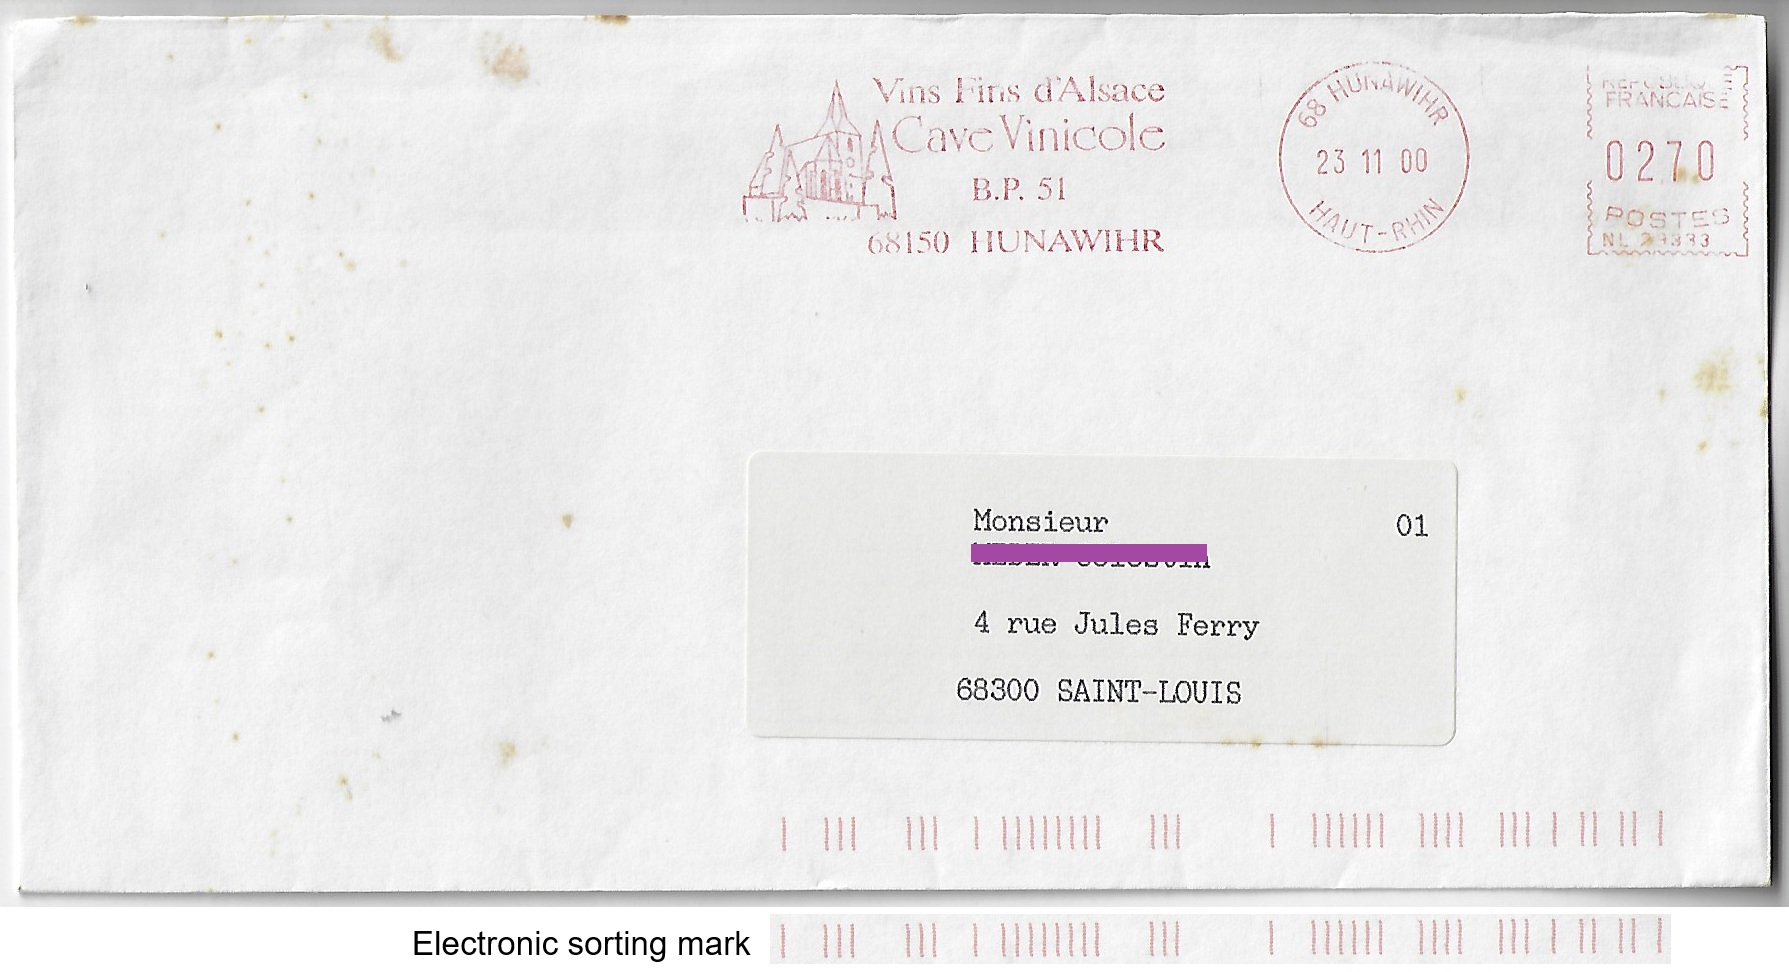 Vins Fins d'Alsace
Cave Vinicole
B.P. 51
68150 HUNAWIHR
68 HUNAWIHR
23 11 00
HAUT-RHIN
REPUBLIQUE
FRANCAISE
0270
POSTES
NL
Monsieur 01
4 rue Jules Ferry
68300 SAINT-LOUIS
Electronic sorting mark